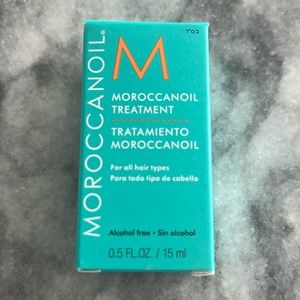 MOROCCANOIL®
M
MOROCCANOIL
TREATMENT
TRATAMIENTO
MOROCCANOIL
For all hair types
Para todo tipo de cabello
Alcohol free - Sin alcohol
0.5 FL.OZ. / 15 ml